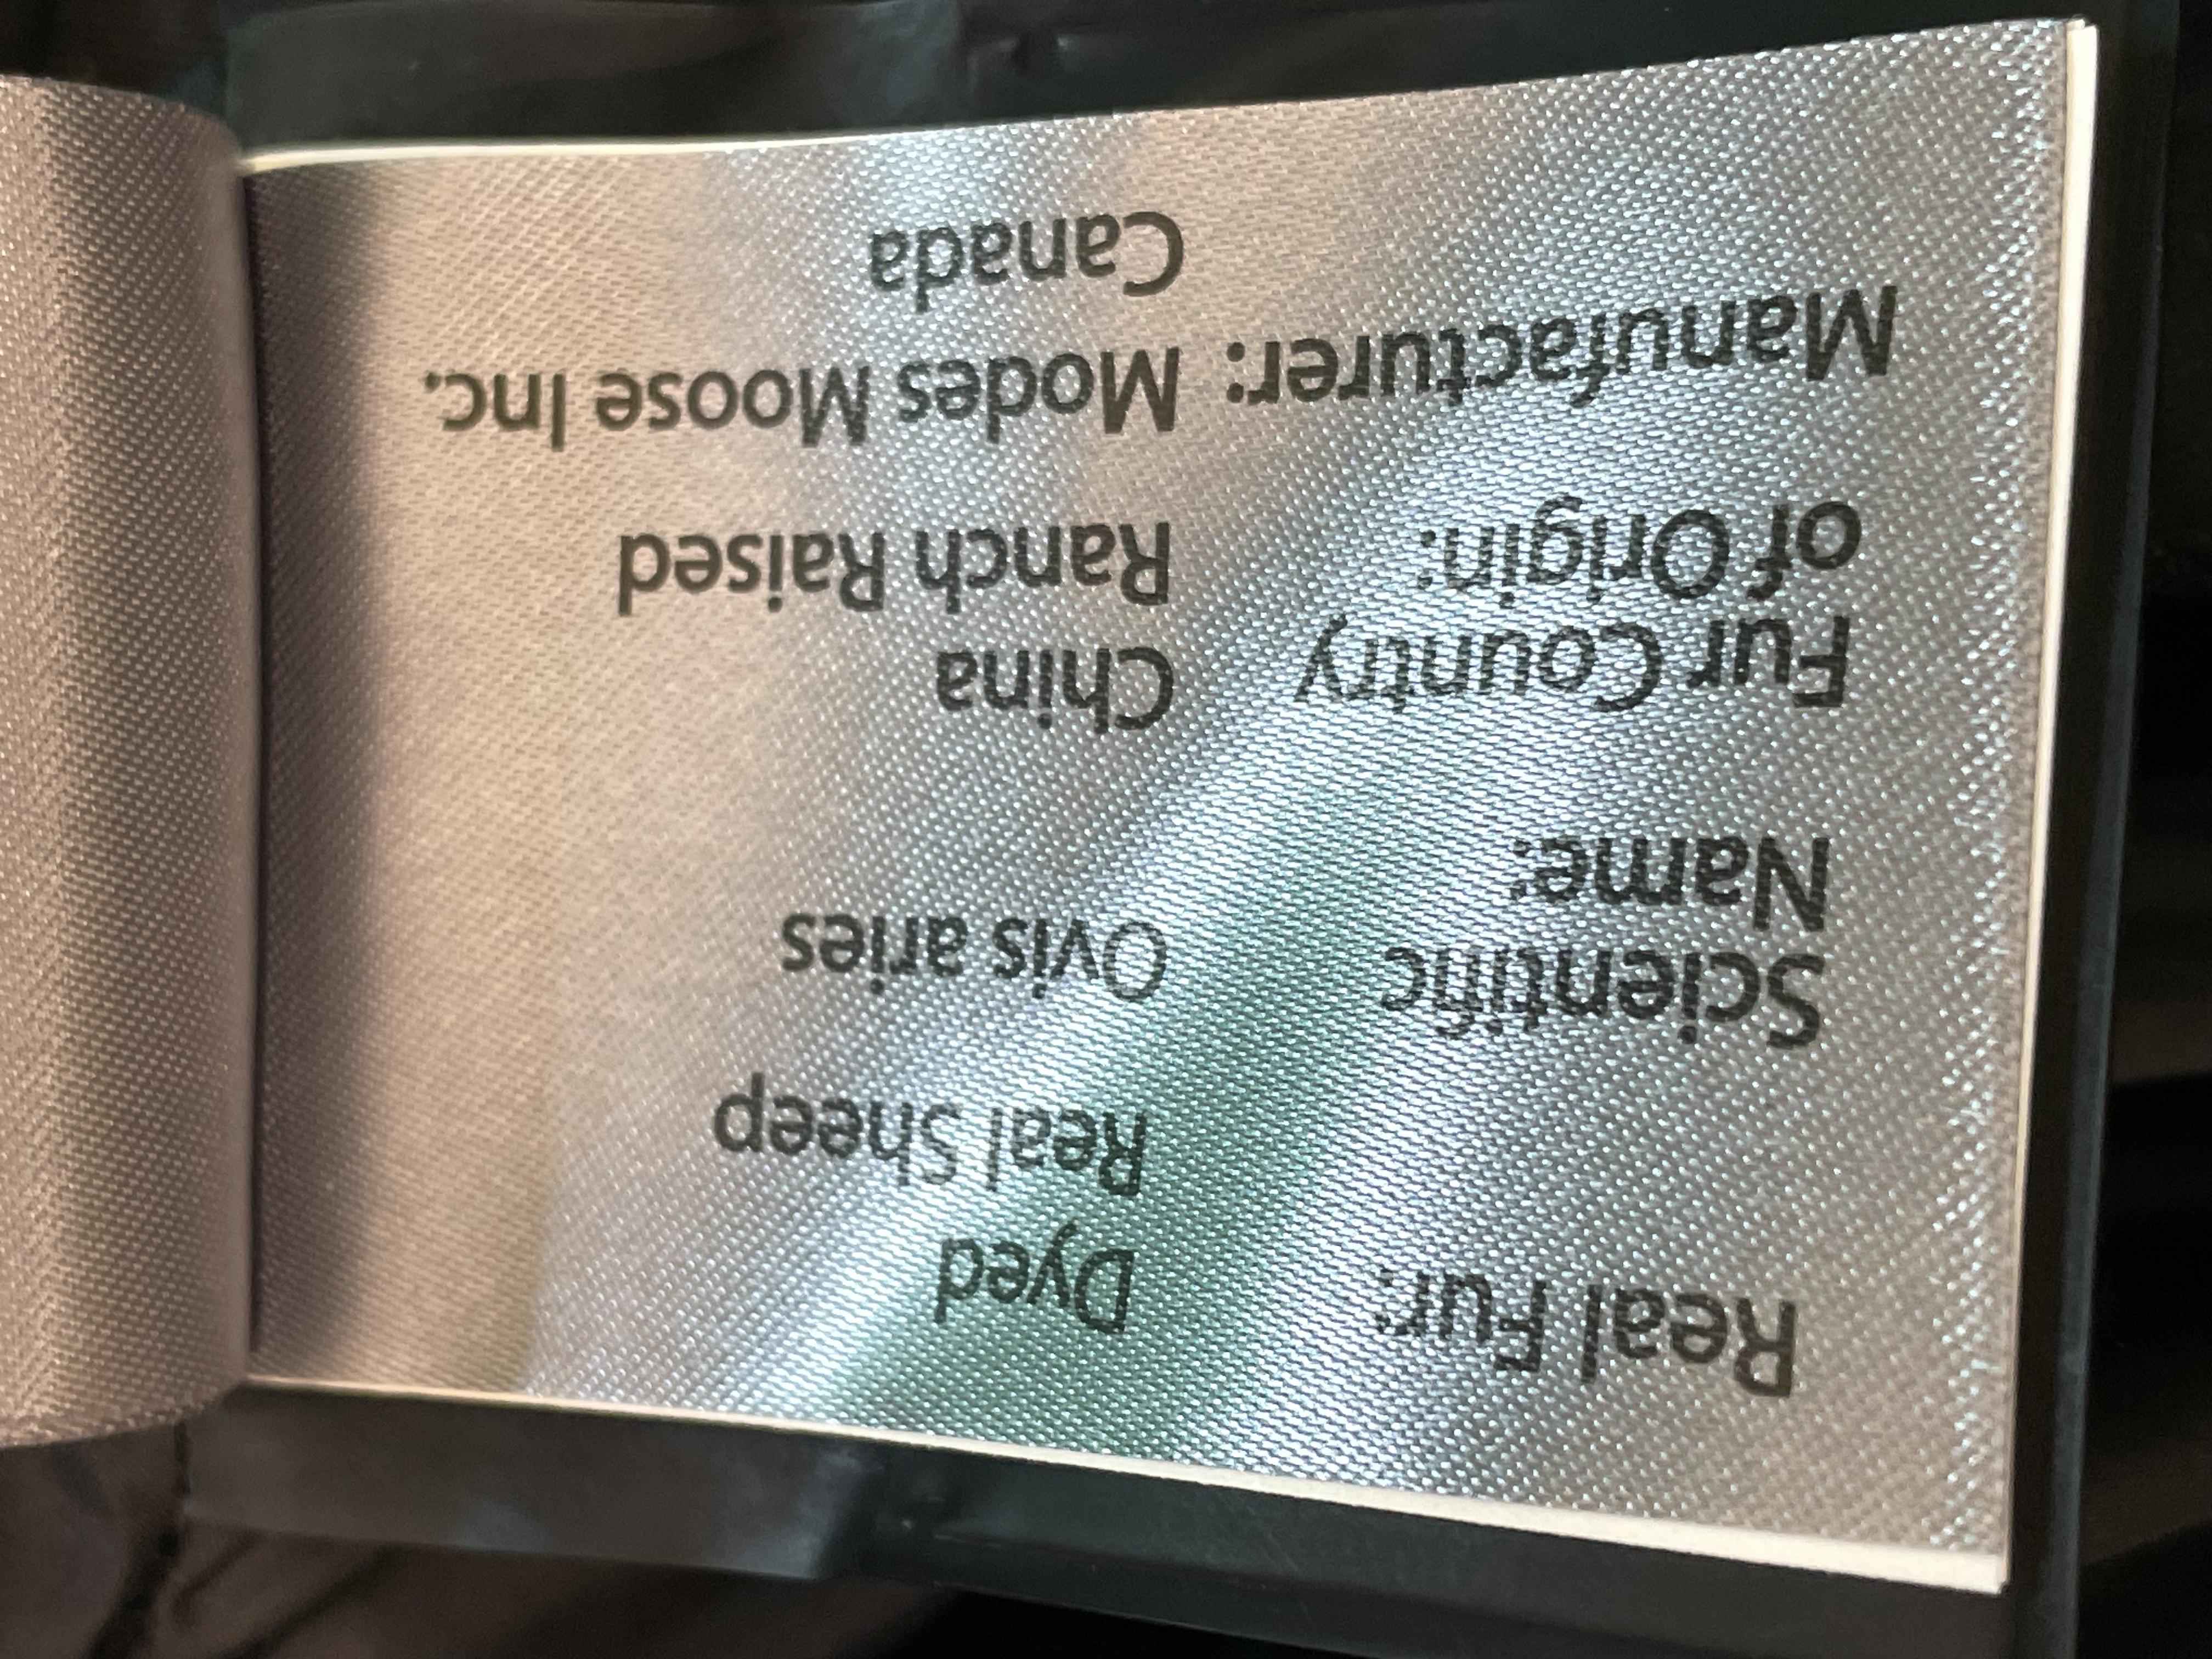 Real Fur: Dyed
Real Sheep
Scientific
Name: Ovis aries
Fur Country China
of Origin: Ranch Raised
Manufacturer: Modes Moose Inc.
Canada